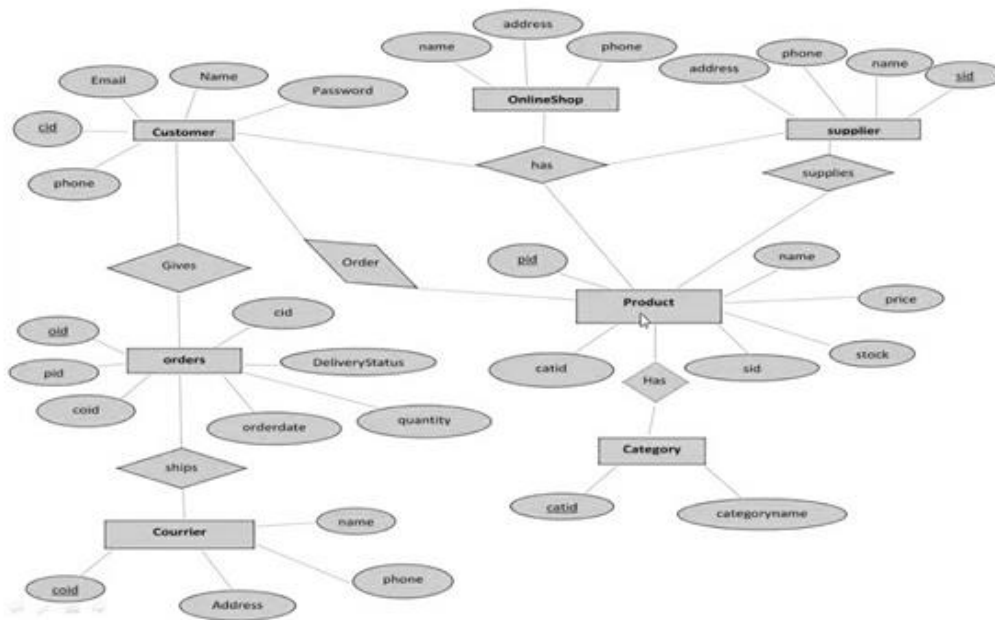 address
name
phone
OnlineShop
address
phone
name
sid
supplier
supplies
Email
Name
Password
cid
Customer
phone
has
Gives
Order
pid
name
Product
price
stock
catid
sid
Has
Category
catid
categoryname
oid
cid
orders
DeliveryStatus
pid
coid
orderdate
quantity
ships
Courrier
name
coid
Address
phone